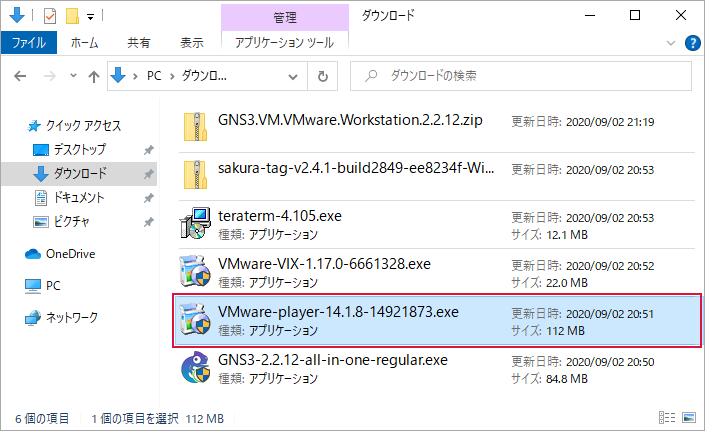 管理
ダウンロード
ファイル ホーム 共有 表示 アプリケーション ツール
PC ダウンロ... ダウンロードの検索
クイック アクセス
デスクトップ
ダウンロード
ドキュメント
ピクチャ
OneDrive
PC
ネットワーク
GNS3.VM.VMware.Workstation.2.2.12.zip 更新日時: 2020/09/02 21:19
sakura-tag-v2.4.1-build2849-ee8234f-Wi... 更新日時: 2020/09/02 20:53
teraterm-4.105.exe 更新日時: 2020/09/02 20:53
種類: アプリケーション サイズ: 12.1 MB
VMware-VIX-1.17.0-6661328.exe 更新日時: 2020/09/02 20:52
種類: アプリケーション サイズ: 22.0 MB
VMware-player-14.1.8-14921873.exe 更新日時: 2020/09/02 20:51
種類: アプリケーション サイズ: 112 MB
GNS3-2.2.12-all-in-one-regular.exe 更新日時: 2020/09/02 20:50
種類: アプリケーション サイズ: 84.8 MB
6 個の項目 1 個の項目を選択 112 MB